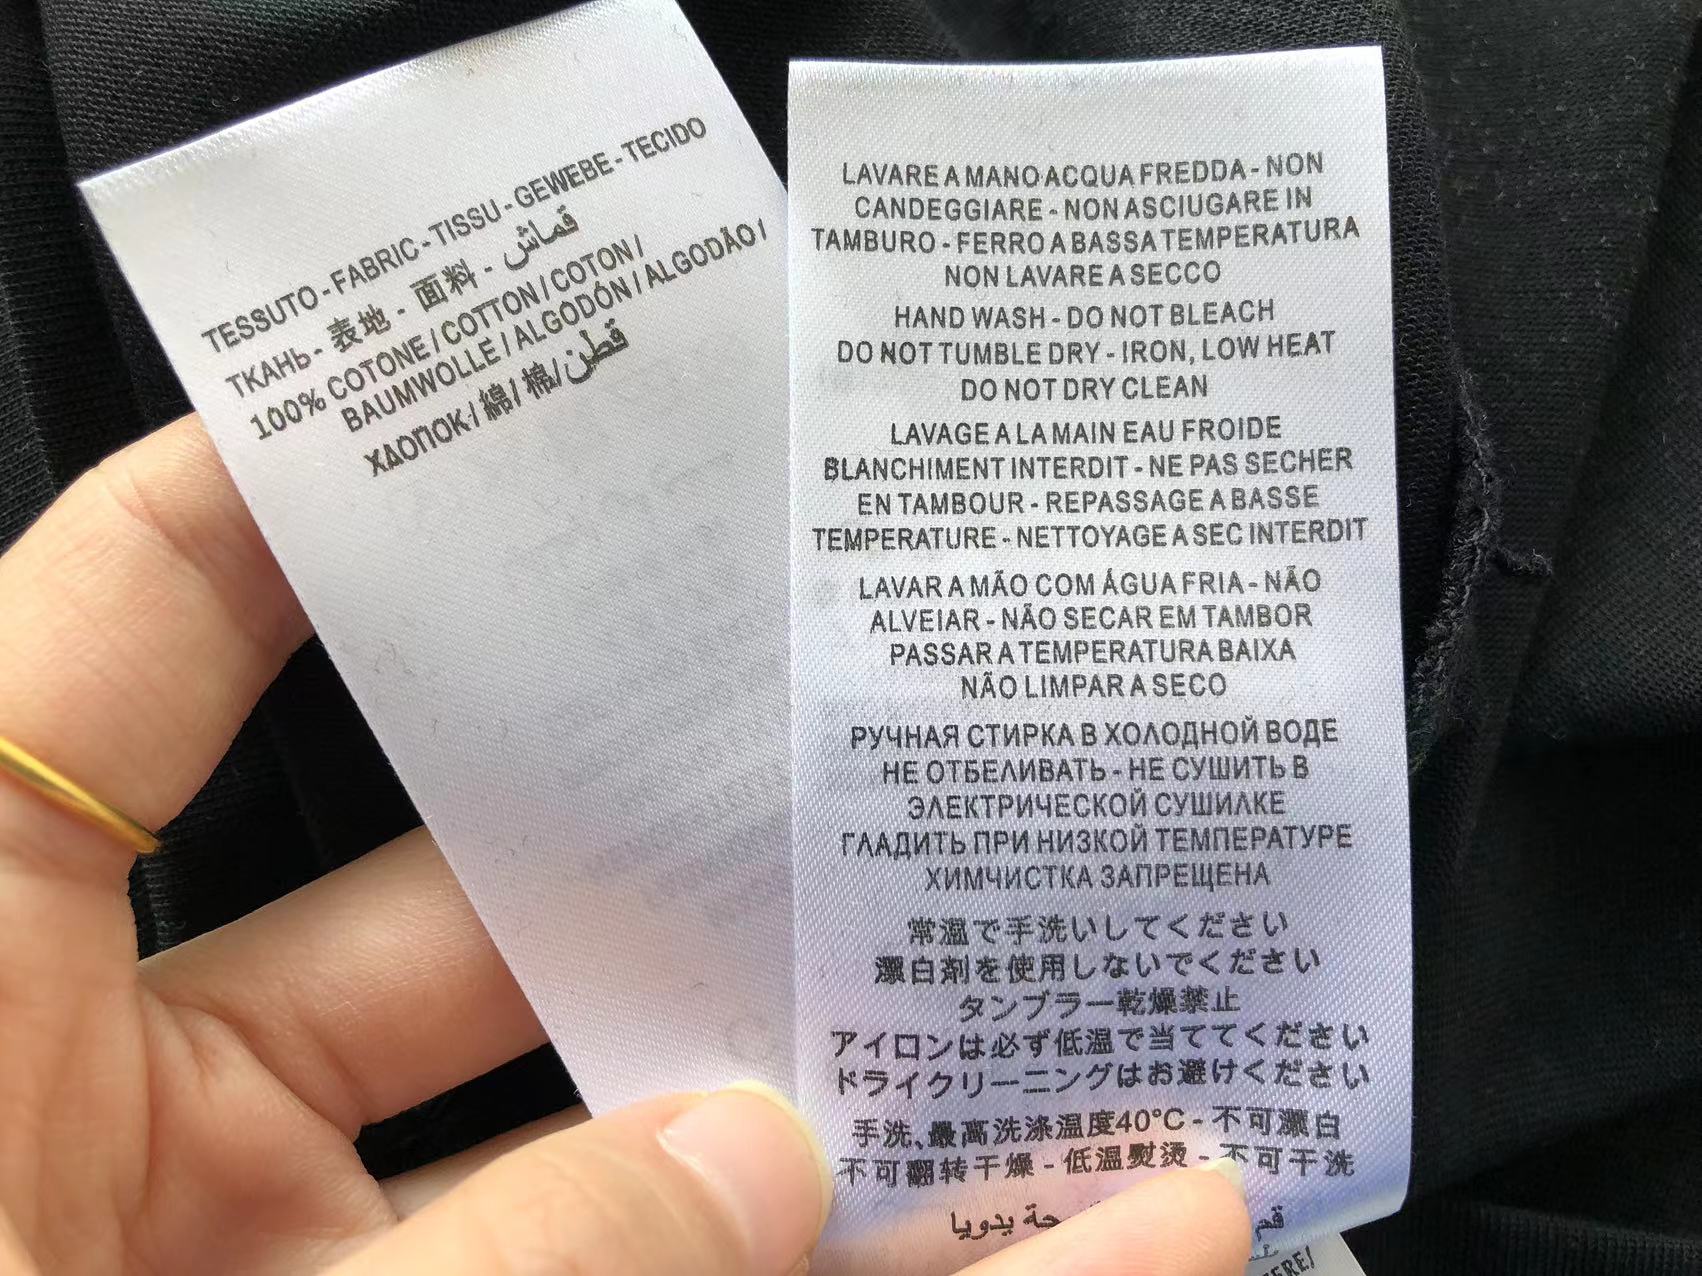 TESSUTO - FABRIC - TISSU - GEWEBE - TECIDO
ТКАНЬ - 表地 - 面料 - قماش
100% COTONE / COTTON / COTON /
BAUMWOLLE / ALGODÓN / ALGODÃO /
ХΔОПОК / 綿 / 棉 / قطن
LAVARE A MANO ACQUA FREDDA - NON
CANDEGGIARE - NON ASCIUGARE IN
TAMBURO - FERRO A BASSA TEMPERATURA
NON LAVARE A SECCO
HAND WASH - DO NOT BLEACH
DO NOT TUMBLE DRY - IRON, LOW HEAT
DO NOT DRY CLEAN
LAVAGE A LA MAIN EAU FROIDE
BLANCHIMENT INTERDIT - NE PAS SECHER
EN TAMBOUR - REPASSAGE A BASSE
TEMPERATURE - NETTOYAGE A SEC INTERDIT
LAVAR A MÃO COM ÁGUA FRIA - NÃO
ALVEIAR - NÃO SECAR EM TAMBOR
PASSAR A TEMPERATURA BAIXA
NÃO LIMPAR A SECO
РУЧНАЯ СТИРКА В ХОЛОДНОЙ ВОДЕ
НЕ ОТБЕЛИВАТЬ - НЕ СУШИТЬ В
ЭЛЕКТРИЧЕСКОЙ СУШИЛКЕ
ГЛАДИТЬ ПРИ НИЗКОЙ ТЕМПЕРАТУРЕ
ХИМЧИСТКА ЗАПРЕЩЕНА
常温で手洗いしてください
漂白剤を使用しないでください
タンブラー乾燥禁止
アイロンは必ず低温で当ててください
ドライクリーニングはお避けください
手洗、最高洗涤温度40°C - 不可漂白
不可翻转干燥 - 低温熨烫 - 不可干洗
يدويا